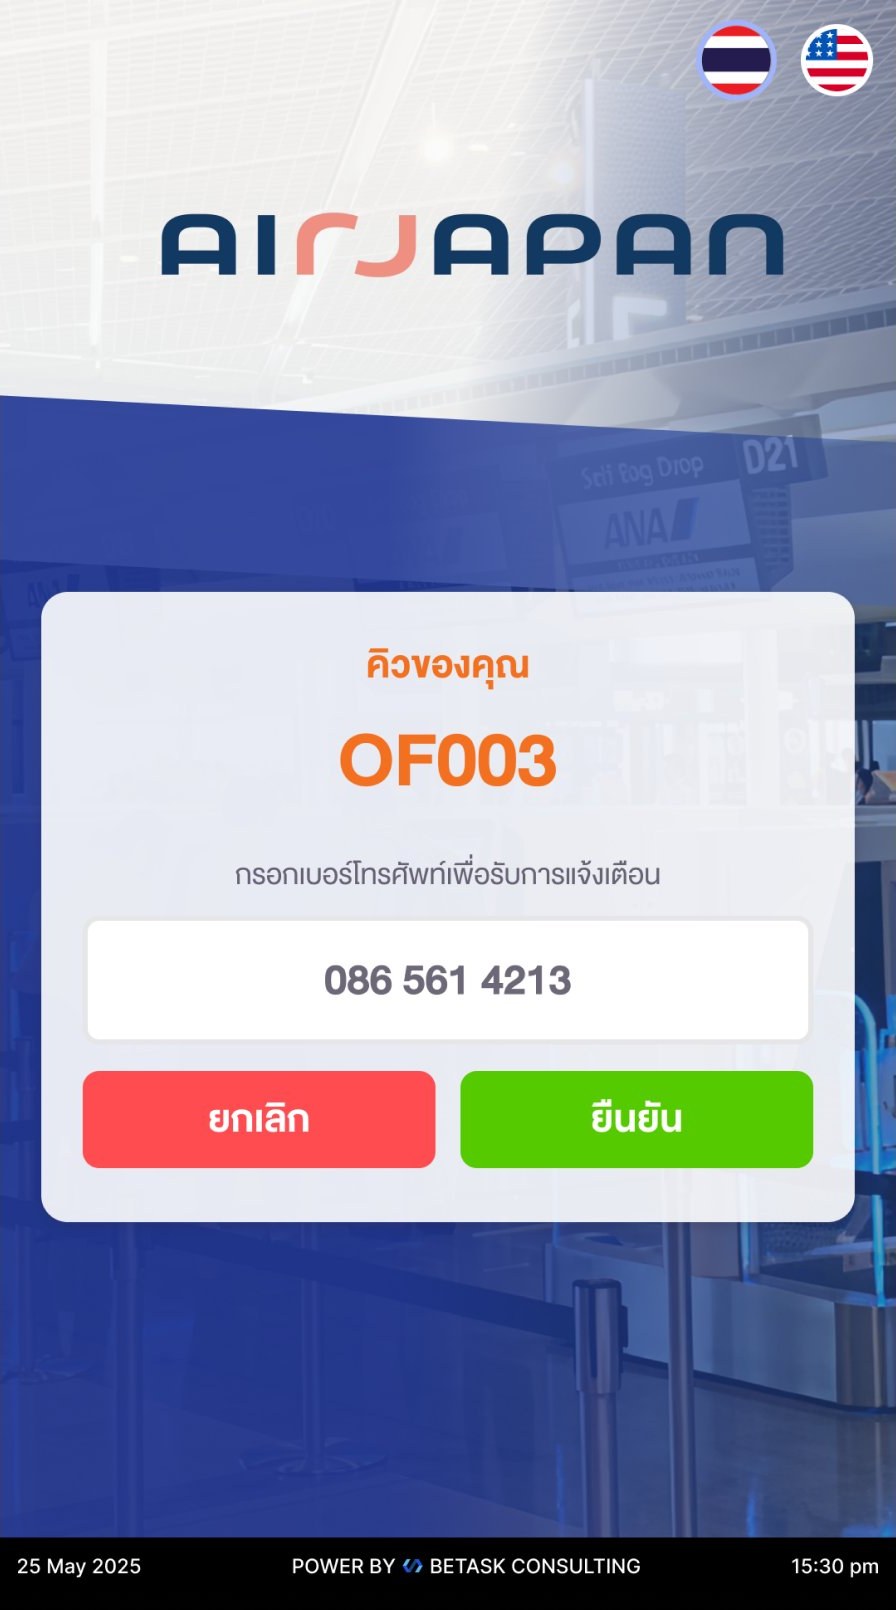 AIRJAPAN
Self Bag Drop
D21
ANA
คิวของคุณ
OF003
กรอกเบอร์โทรศัพท์เพื่อรับการแจ้งเตือน
086 561 4213
ยกเลิก
ยืนยัน
25 May 2025
POWER BY BETASK CONSULTING
15:30 pm